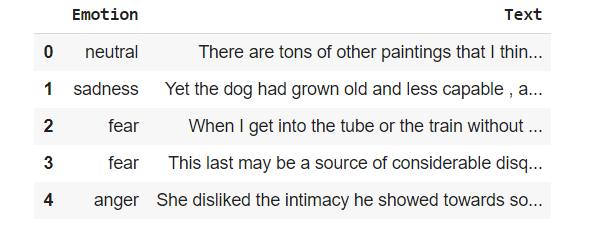 Emotion Text
0 neutral There are tons of other paintings that I thin...
1 sadness Yet the dog had grown old and less capable , a...
2 fear When I get into the tube or the train without ...
3 fear This last may be a source of considerable disq...
4 anger She disliked the intimacy he showed towards so...